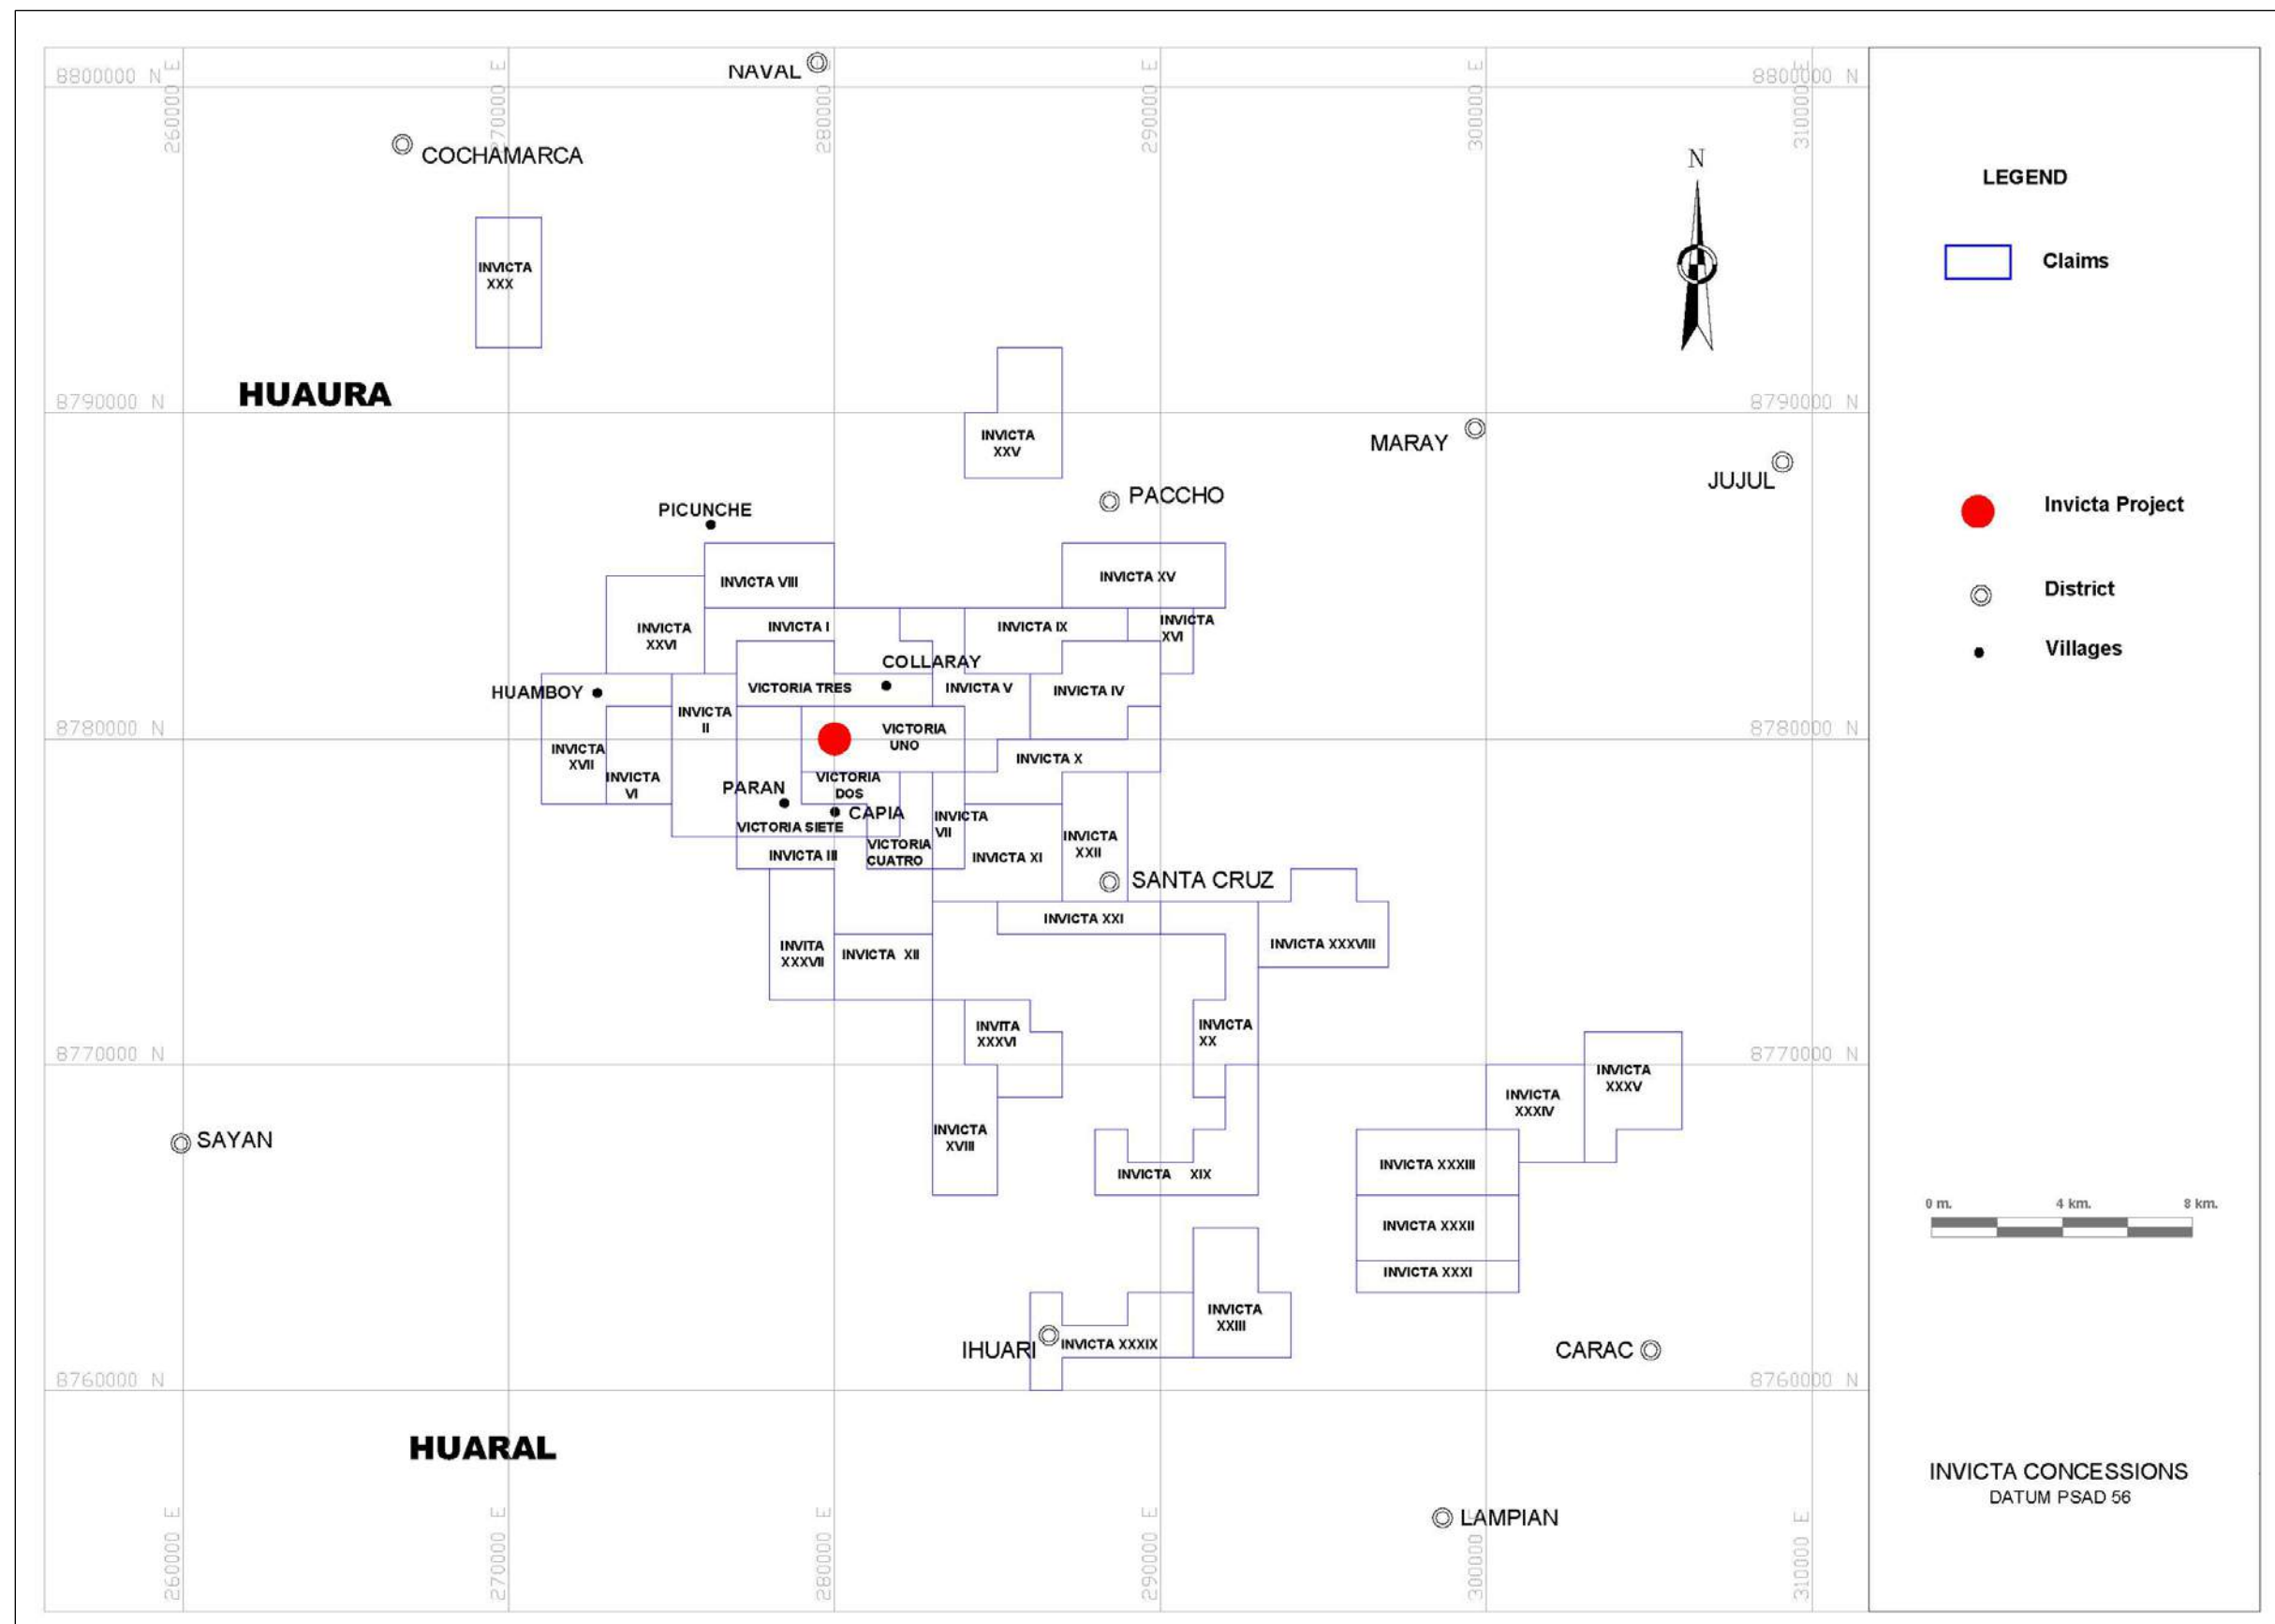 NAVAL
8800000 N
260000 E
270000 E
280000 E
290000 E
300000 E
310000 E
8800000 N
COCHAMARCA
N
LEGEND
Claims
INVICTA
XXX
HUAURA
8790000 N
8790000 N
INVICTA
XXV
MARAY
JUJUL
PACCHO
PICUNCHE
Invicta Project
District
Villages
INVICTA VIII
INVICTA XV
INVICTA
XXVI
INVICTA I
INVICTA IX
INVICTA
XVI
COLLARAY
HUAMBOY
VICTORIA TRES
INVICTA V
INVICTA IV
INVICTA
II
8780000 N
8780000 N
VICTORIA
UNO
INVICTA
XVII
INVICTA X
INVICTA
VI
PARAN
VICTORIA
DOS
CAPIA
INVICTA
VII
VICTORIA SIETE
INVICTA
XXII
VICTORIA
CUATRO
INVICTA III
INVICTA XI
SANTA CRUZ
INVICTA XXI
INVITA
XXXVII
INVICTA XII
INVICTA XXXVIII
INVITA
XXXVI
INVICTA
XX
8770000 N
8770000 N
INVICTA
XXXV
INVICTA
XXXIV
SAYAN
INVICTA
XVIII
INVICTA XIX
INVICTA XXXIII
0 m.
4 km.
8 km.
INVICTA XXXII
INVICTA XXXI
INVICTA
XXIII
IHUARI
INVICTA XXXIX
CARAC
8760000 N
8760000 N
HUARAL
INVICTA CONCESSIONS
DATUM PSAD 56
LAMPIAN
260000 E
270000 E
280000 E
290000 E
300000 E
310000 E